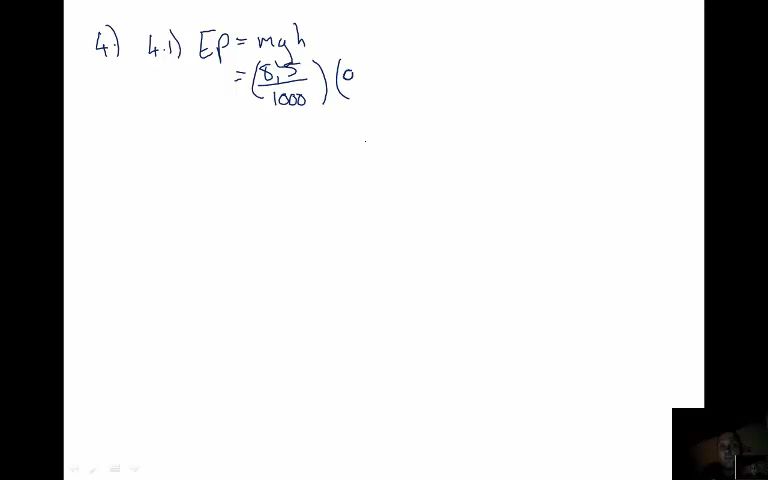 4.) 4.1) Ep = mgh
= (8,5/1000)(0